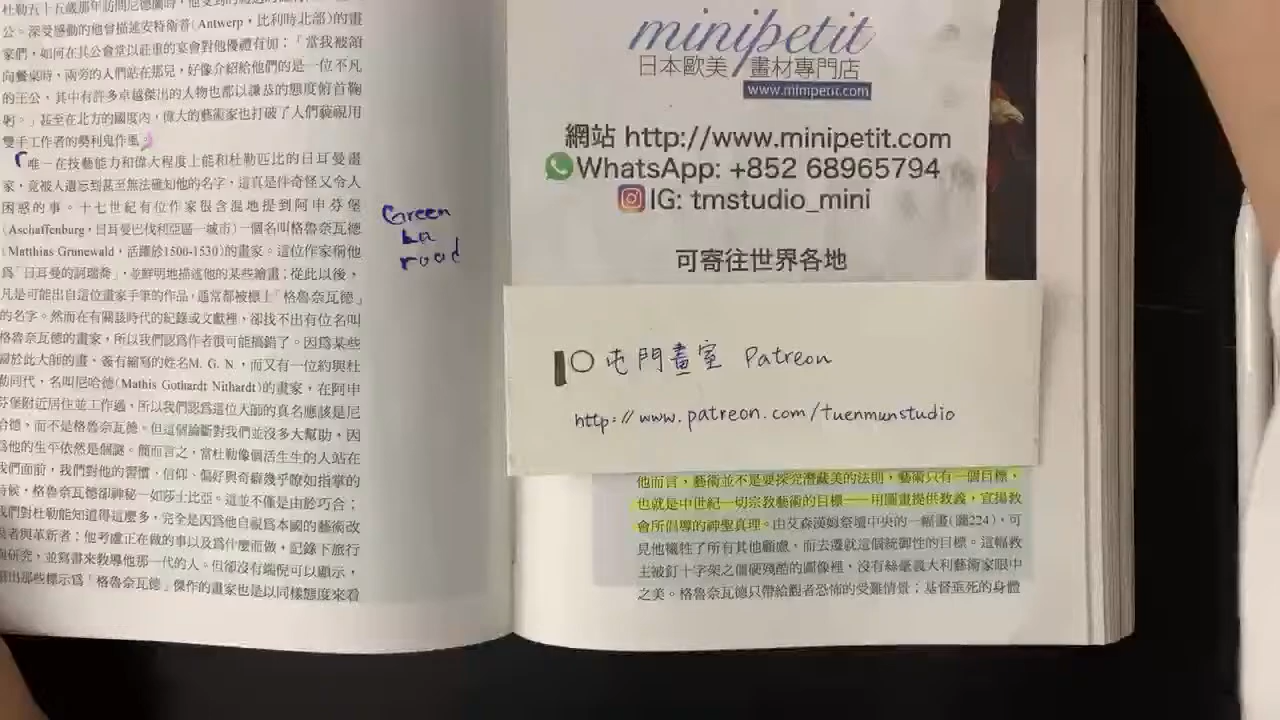 公。深受感動的他曾描述安特衛普(Antwerp，比利時北部)的畫
家們，如何在其公會堂以莊重的宴會對他優禮有加：「當我被領
向餐桌時，兩旁的人們站在那兒，好像介紹給他們的是一位不凡
的王公，其中有許多卓越傑出的人物也都以謙恭的態度俯首鞠
躬。」甚至在北方的國度內，偉大的藝術家也打破了人們藐視用
雙手工作者的勢利鬼作風。
唯一在技藝能力和偉大程度上能和杜勒匹比的日耳曼畫
家，竟被人遺忘到甚至無法確知他的名字，這真是件奇怪又令人
困惑的事。十七世紀有位作家很含混地提到阿申芬堡
(Aschaffenburg，日耳曼巴伐利亞區一城市)一個名叫格魯奈瓦德
(Matthias Grunewald，活躍於1500-1530)的畫家。這位作家稱他
爲「日耳曼的訶瑞喬」，並鮮明地描述他的某些繪畫；從此以後，
凡是可能出自這位畫家手筆的作品，通常都被標上「格魯奈瓦德」
的名字。然而在有關該時代的紀錄或文獻裡，卻找不出有位名叫
格魯奈瓦德的畫家，所以我們認爲作者很可能搞錯了。因爲某些
歸於此大師的畫，簽有縮寫的姓名M. G. N.，而又有一位約與杜
勒同代，名叫尼哈德(Mathis Gothardt Nithardt)的畫家，在阿申
芬堡附近居住並工作過，所以我們認爲這位大師的真名應該是尼
哈德，而不是格魯奈瓦德。但這個論斷對我們並沒多大幫助，因
爲他的生平依然是個謎。簡而言之，當杜勒像個活生生的人站在
我們面前，我們對他的習慣、信仰、偏好與奇癖幾乎瞭如指掌的
時候，格魯奈瓦德卻神秘一如莎士比亞。這並不僅是由於巧合；
我們對杜勒能知道得這麼多，完全是因爲他自視爲本國的藝術改
良者與革新者；他考慮正在做的事以及爲什麼而做，記錄下旅行
與研究，並寫書來教導他那一代的人。但卻沒有端倪可以顯示，
繪出那些標示爲「格魯奈瓦德」傑作的畫家也是以同樣態度來看
Green
road
minipetit
日本歐美 畫材專門店
www.minipetit.com
網站 http://www.minipetit.com
WhatsApp: +852 68965794
IG: tmstudio_mini
可寄往世界各地
屯門畫室 Patreon
http://www.patreon.com/tuenmunstudio
他而言，藝術並不是要探究潛藏美的法則，藝術只有一個目標，
也就是中世紀一切宗教藝術的目標——用圖畫提供教義，宣揚教
會所倡導的神聖真理。由艾森漢姆祭壇中央的一幅畫(圖224)，可
見他犧牲了所有其他顧慮，而去遷就這個統御性的目標。這幅救
主被釘十字架之僵硬殘酷的圖像裡，沒有絲毫義大利藝術家眼中
之美。格魯奈瓦德只帶給觀者恐怖的受難情景；基督垂死的身體